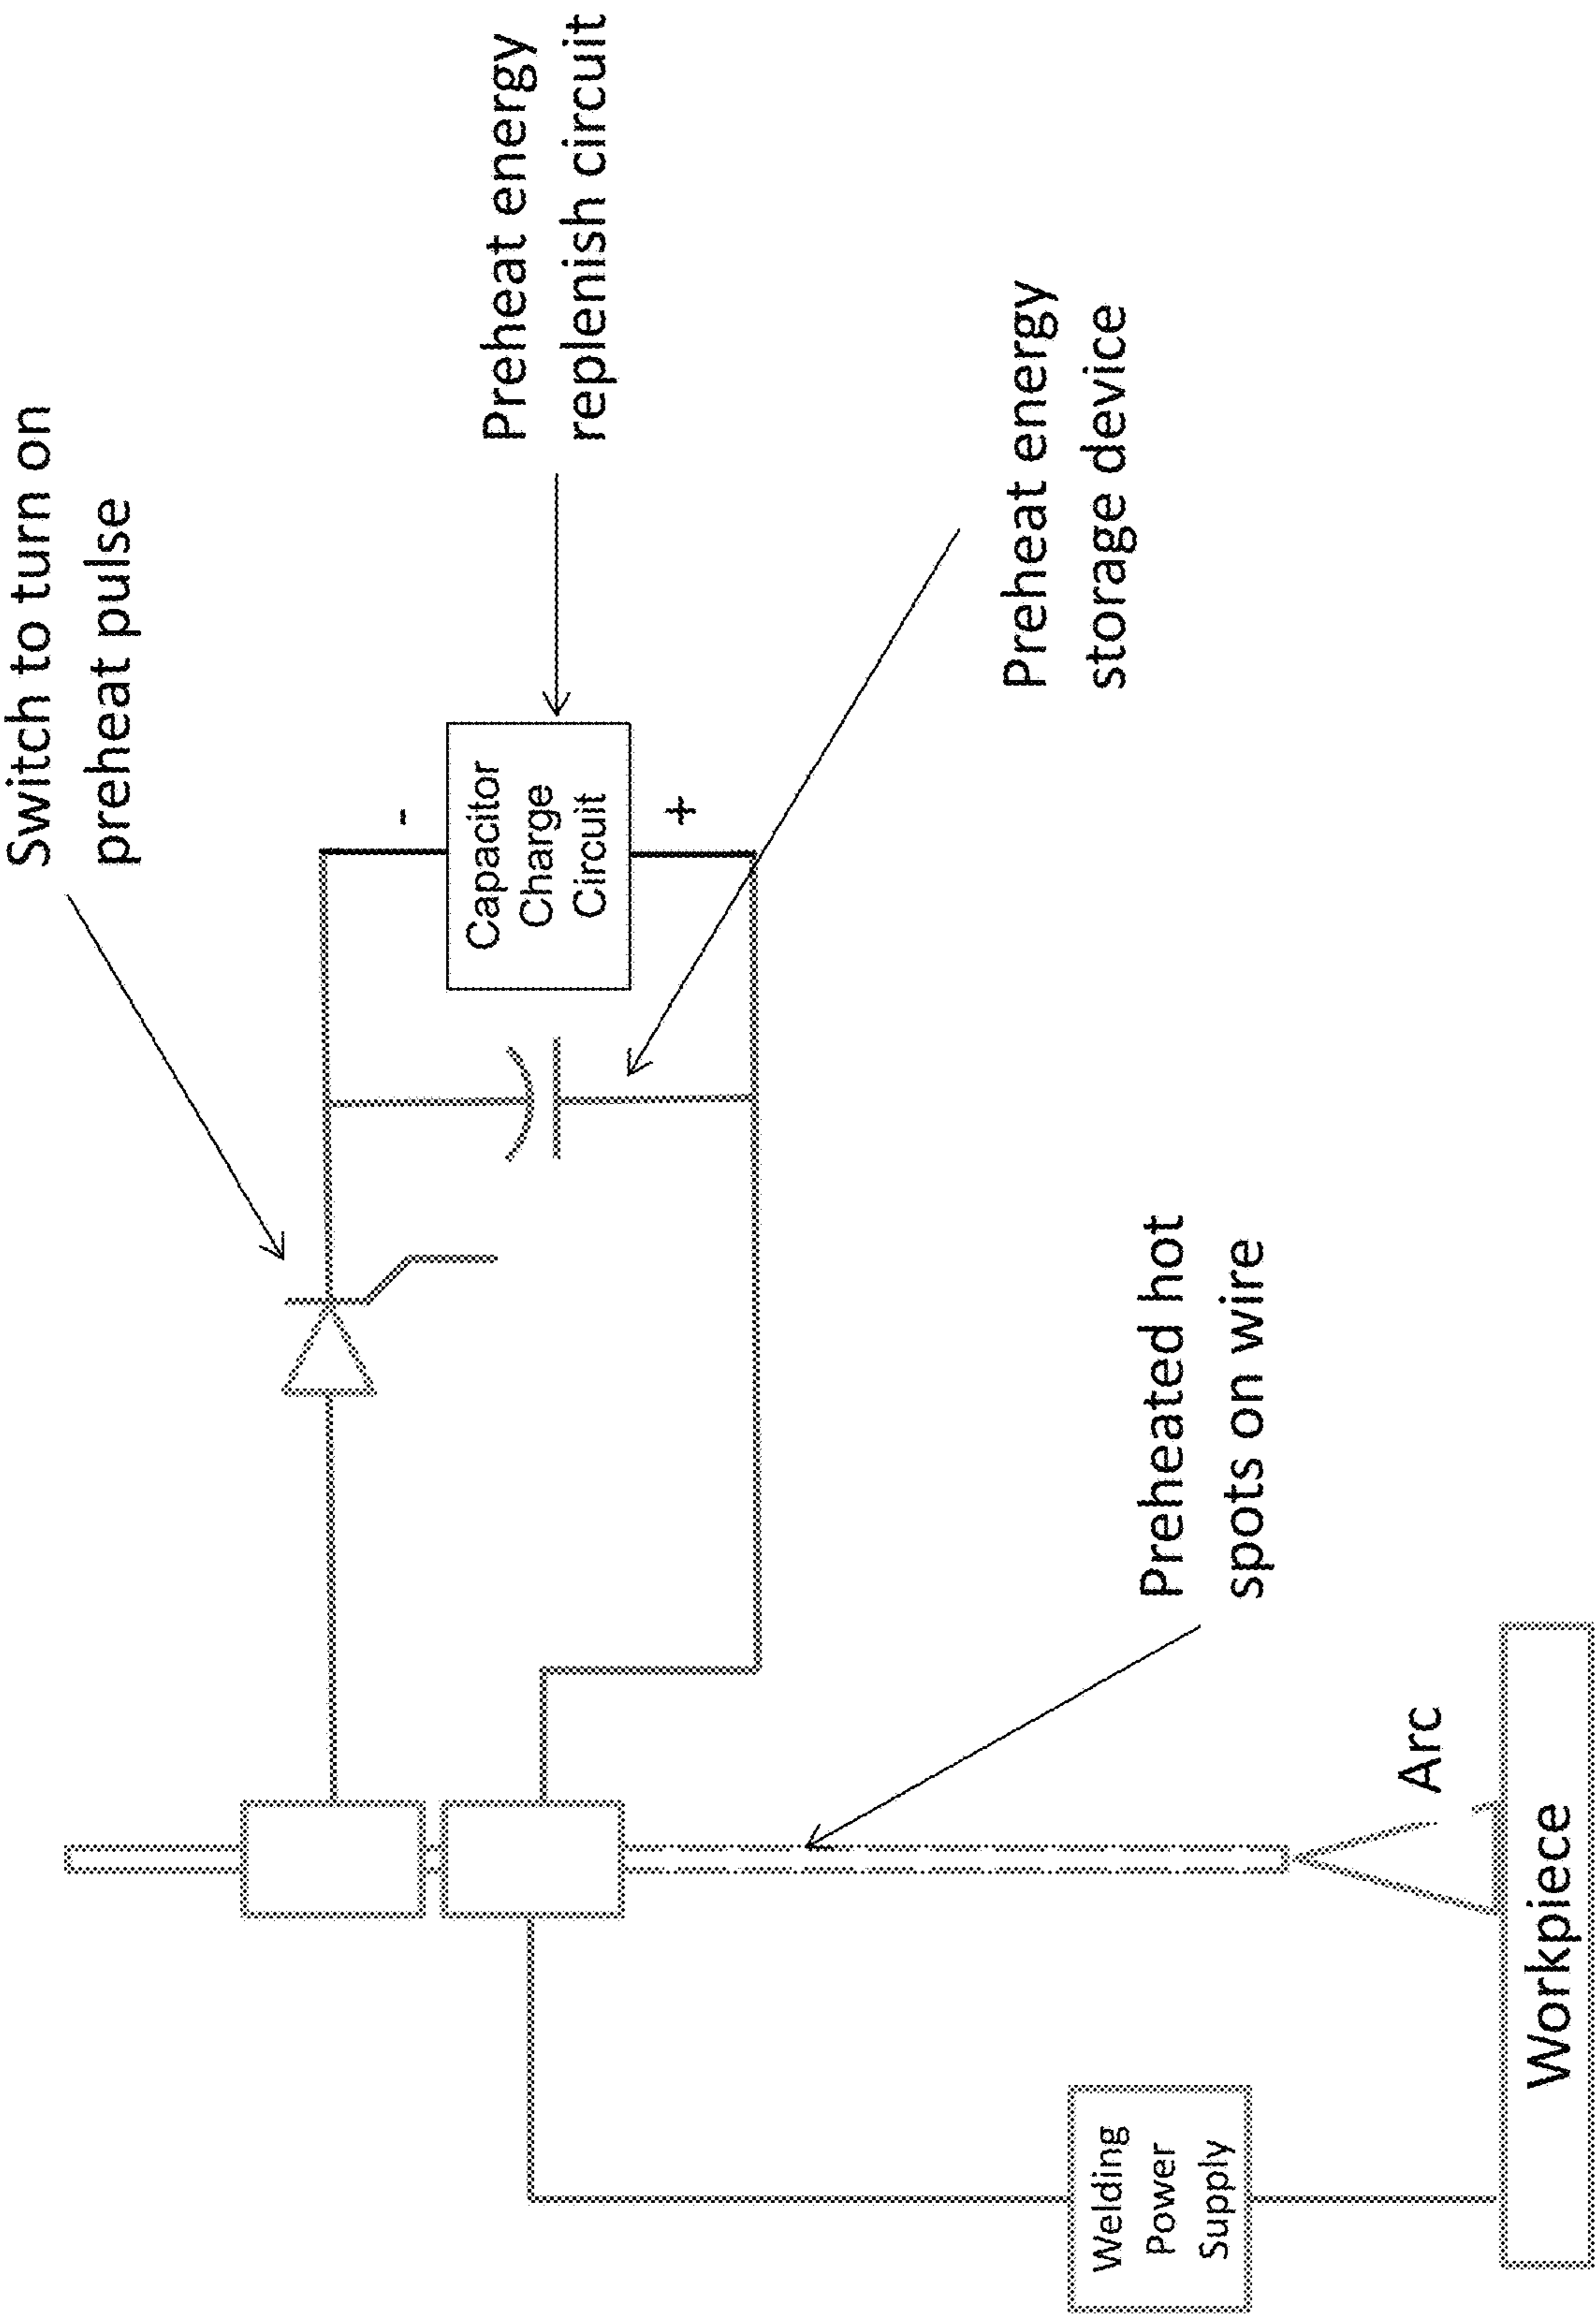 Switch to turn on
preheat pulse
Preheat energy
replenish circuit
-
Capacitor
Charge
Circuit
+
Preheat energy
storage device
Preheated hot
spots on wire
Arc
Welding
Power
Supply
Workpiece